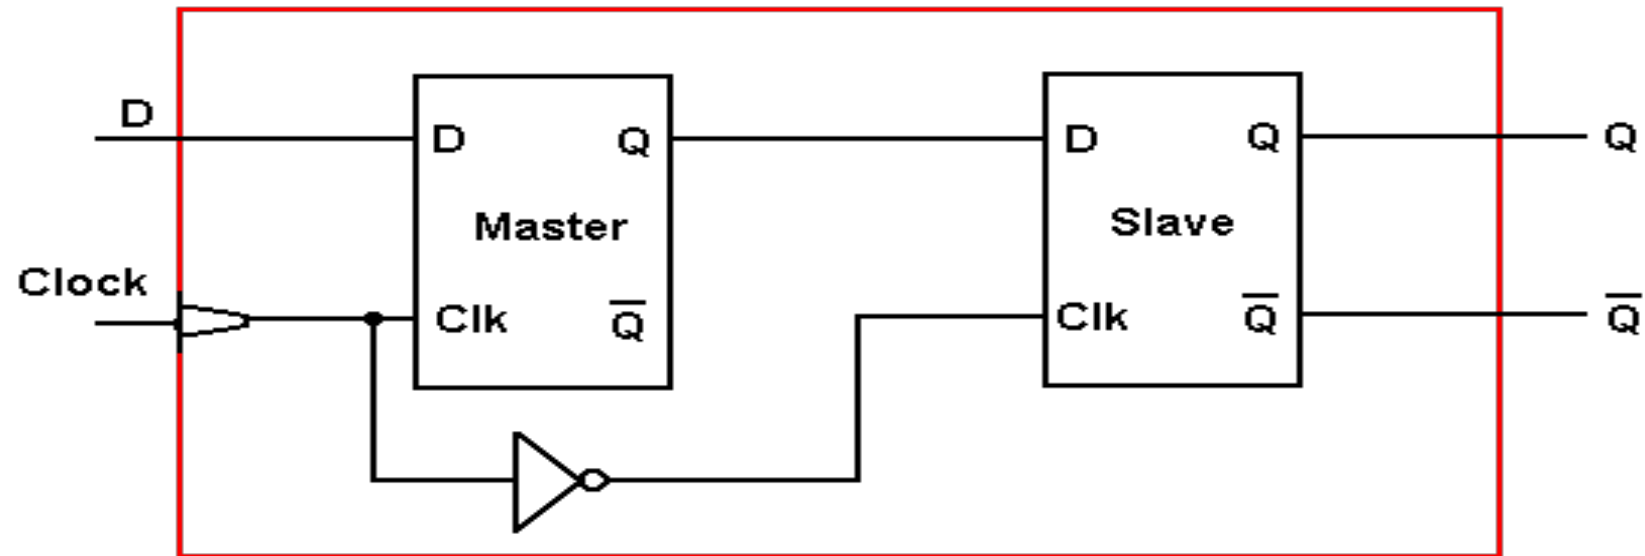 D
D Q
D Q
Q
Master
Slave
Clock
Clk Q̅
Clk Q̅
Q̅